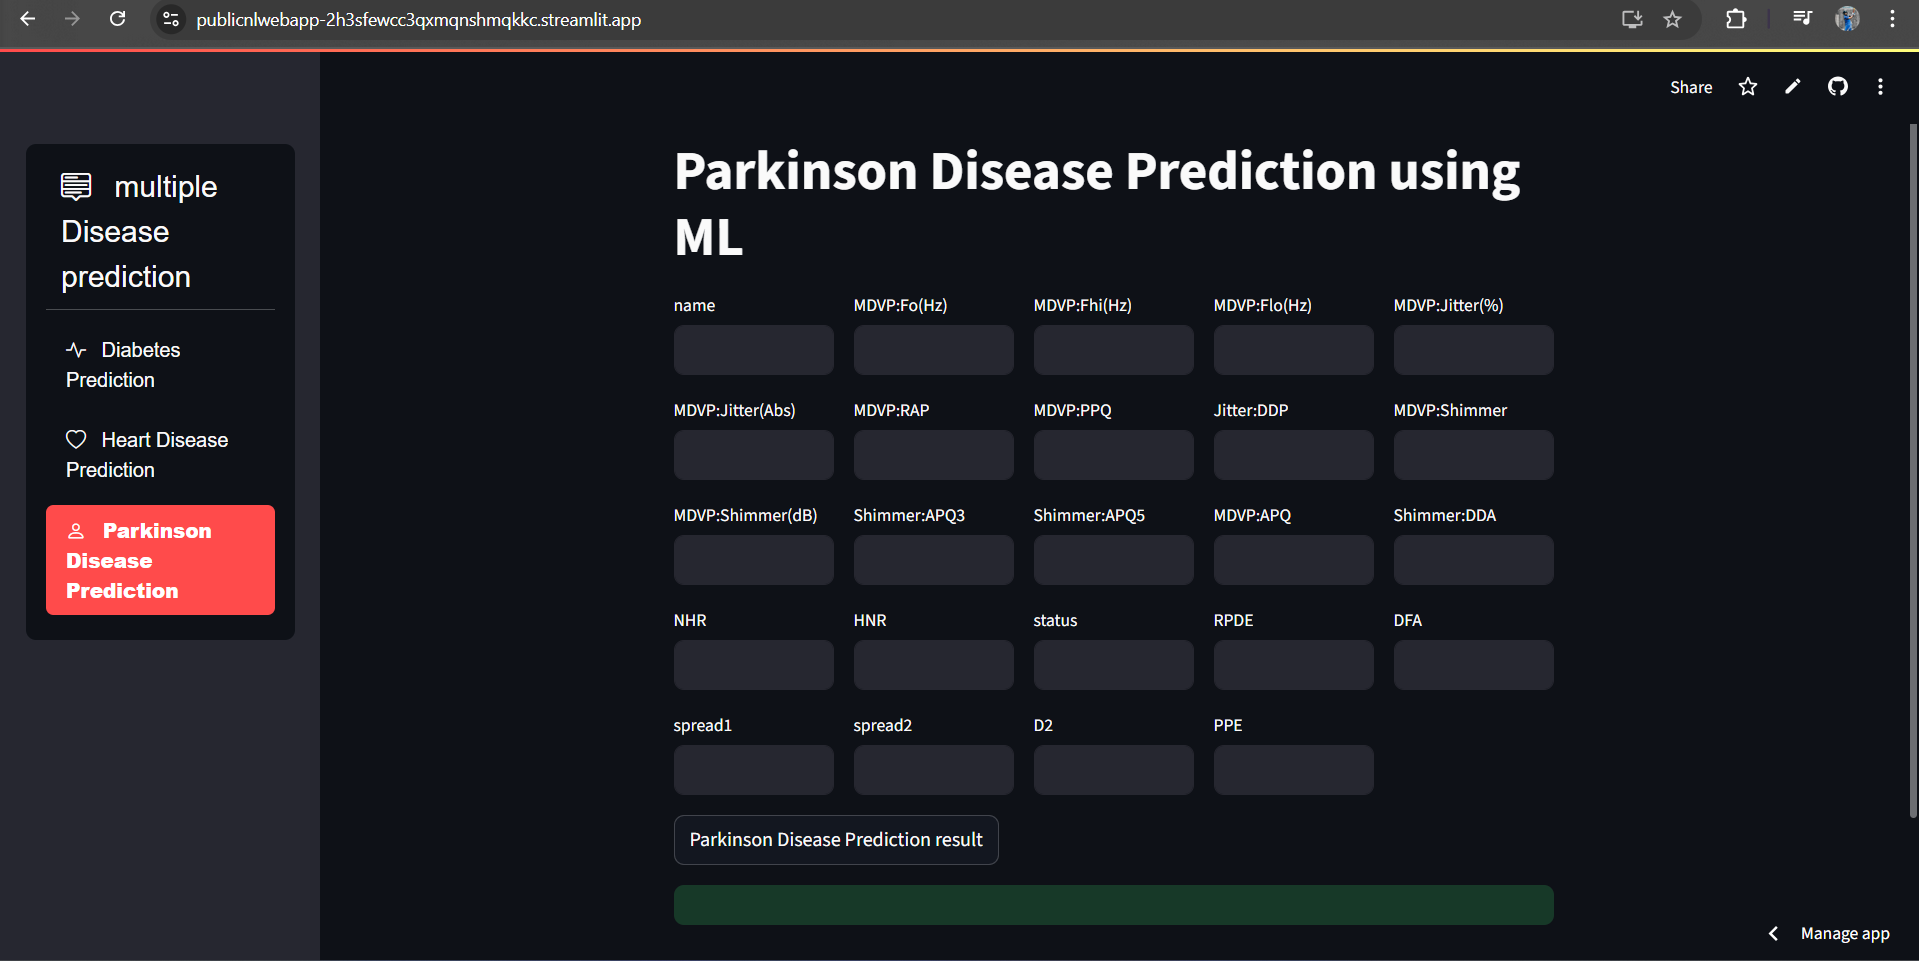 publicnlwebapp-2h3sfewcc3qxmqnshmqkkc.streamlit.app
Share
multiple
Disease
prediction
Diabetes
Prediction
Heart Disease
Prediction
Parkinson
Disease
Prediction
Parkinson Disease Prediction using
ML
name MDVP:Fo(Hz) MDVP:Fhi(Hz) MDVP:Flo(Hz) MDVP:Jitter(%)
MDVP:Jitter(Abs) MDVP:RAP MDVP:PPQ Jitter:DDP MDVP:Shimmer
MDVP:Shimmer(dB) Shimmer:APQ3 Shimmer:APQ5 MDVP:APQ Shimmer:DDA
NHR HNR status RPDE DFA
spread1 spread2 D2 PPE
Parkinson Disease Prediction result
Manage app